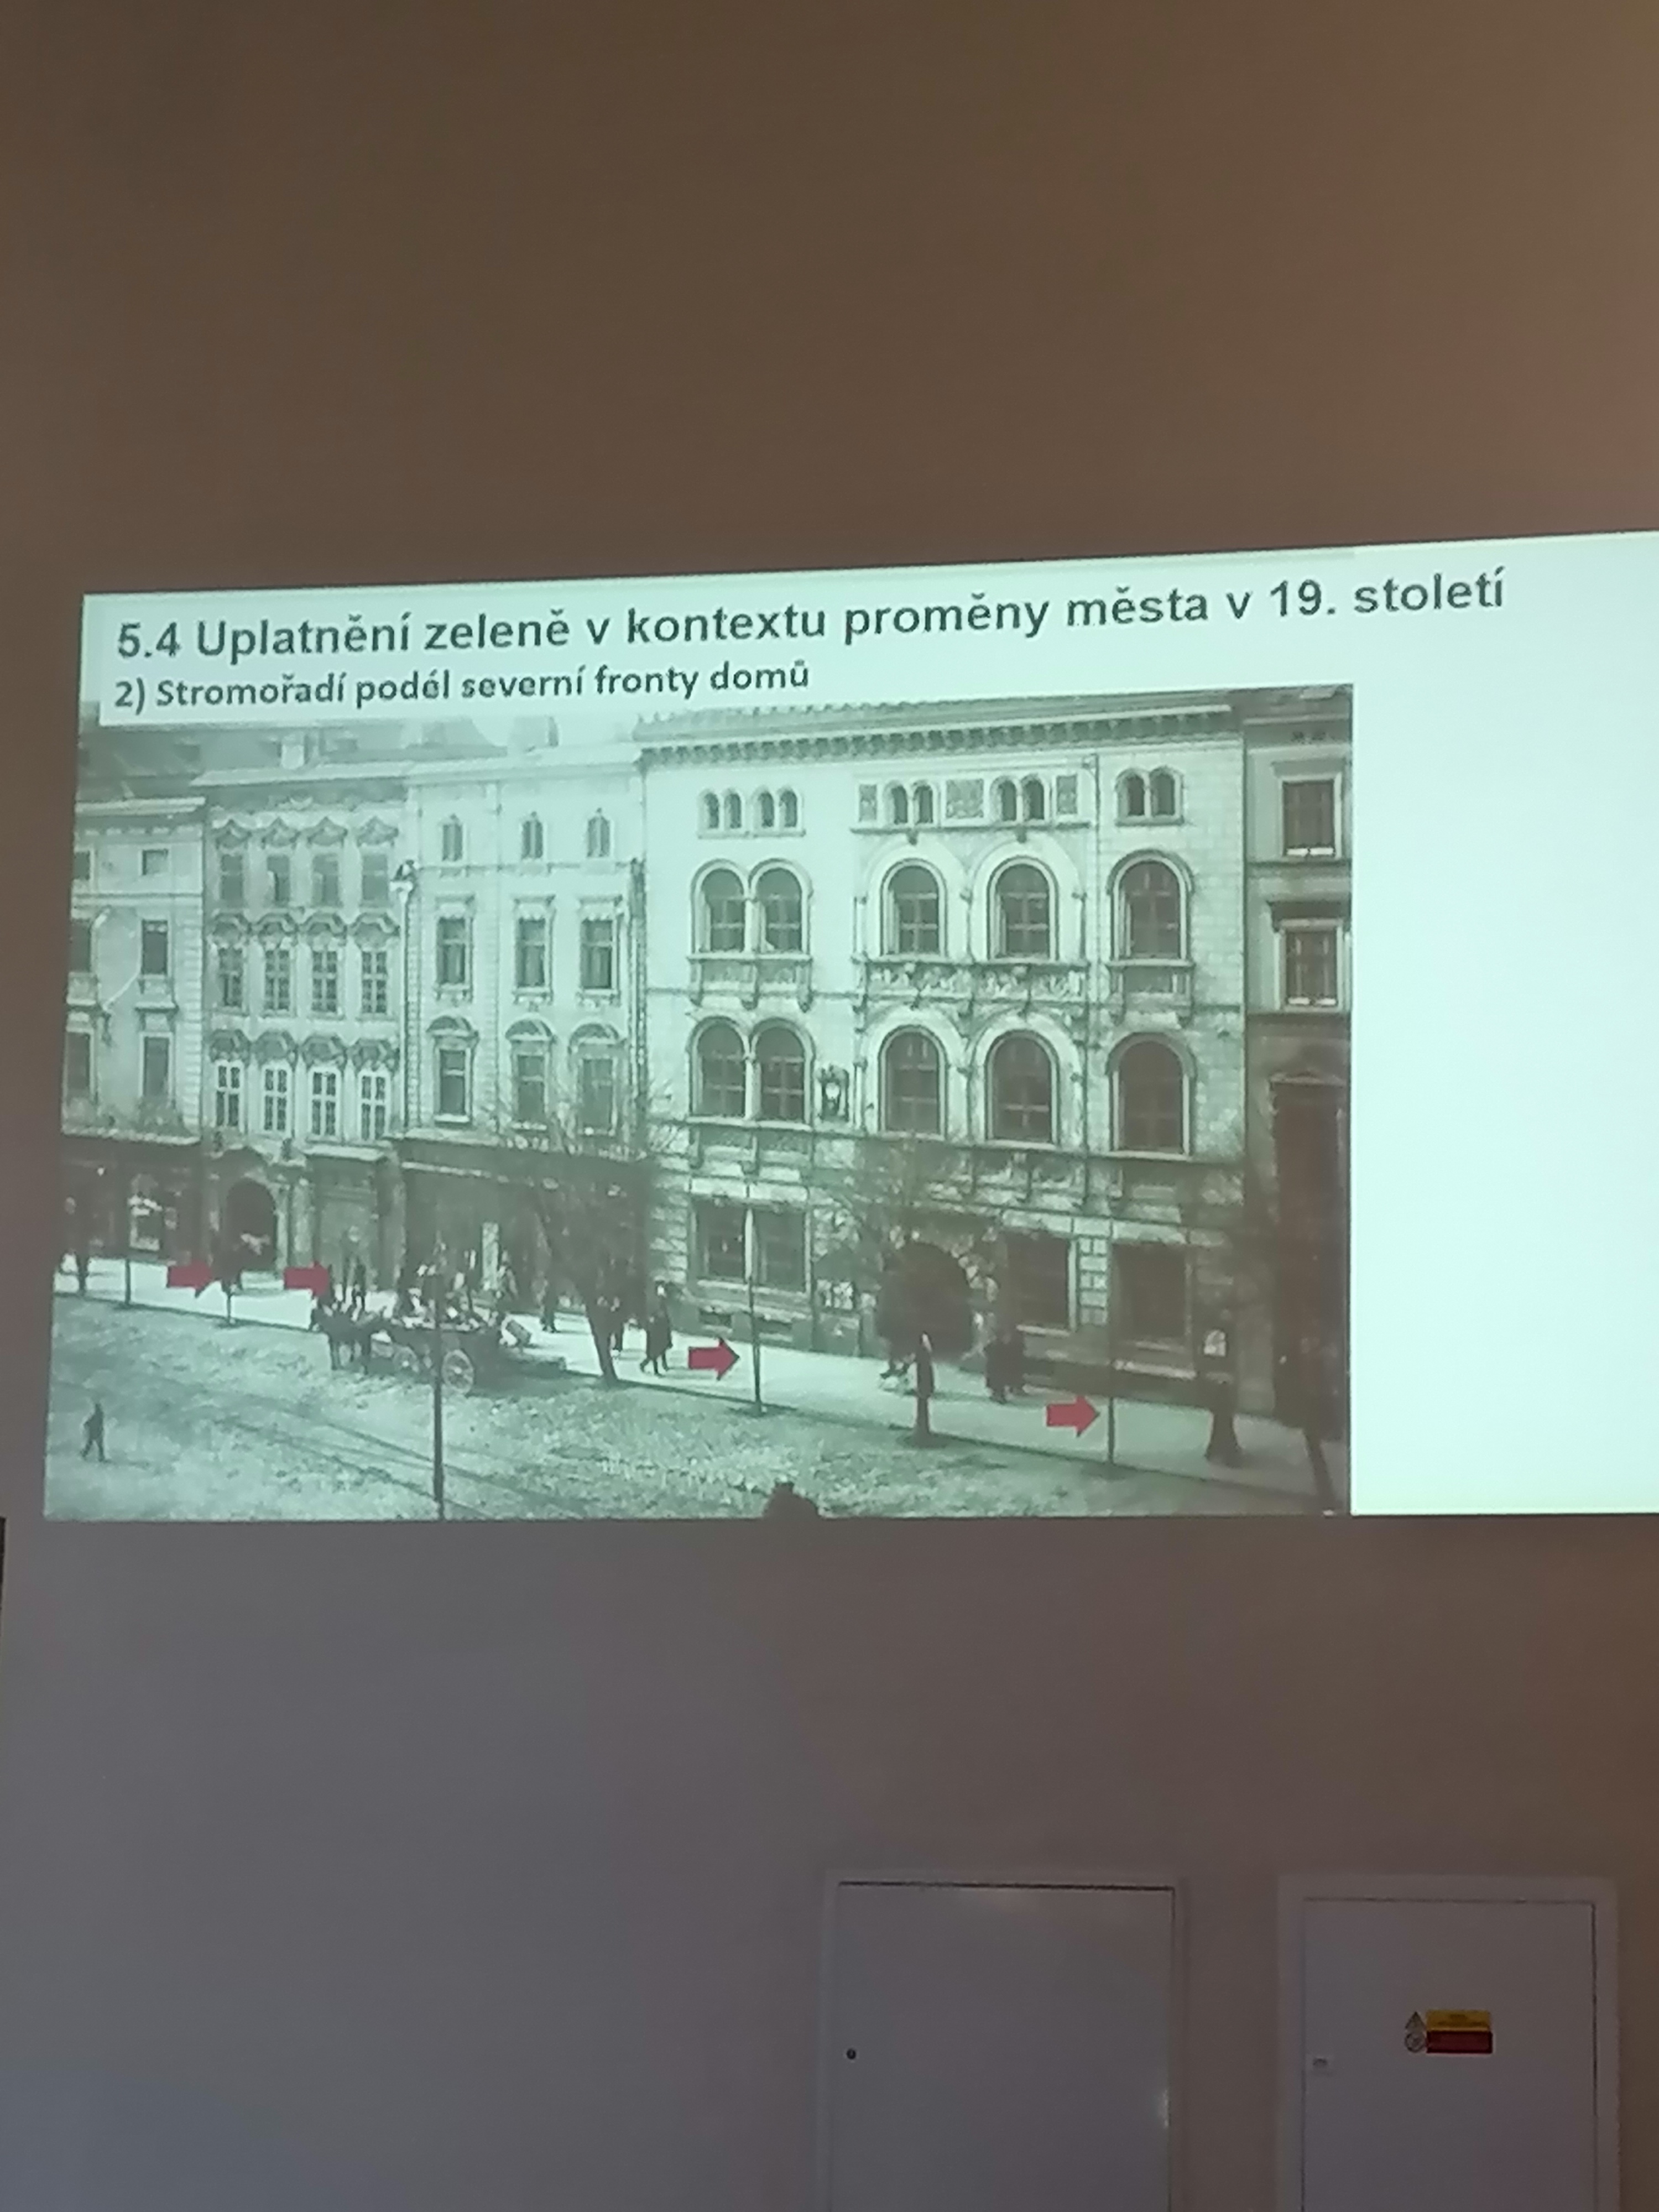 5.4 Uplatnění zeleně v kontextu proměny města v 19. století
2) Stromořadí podél severní fronty domů